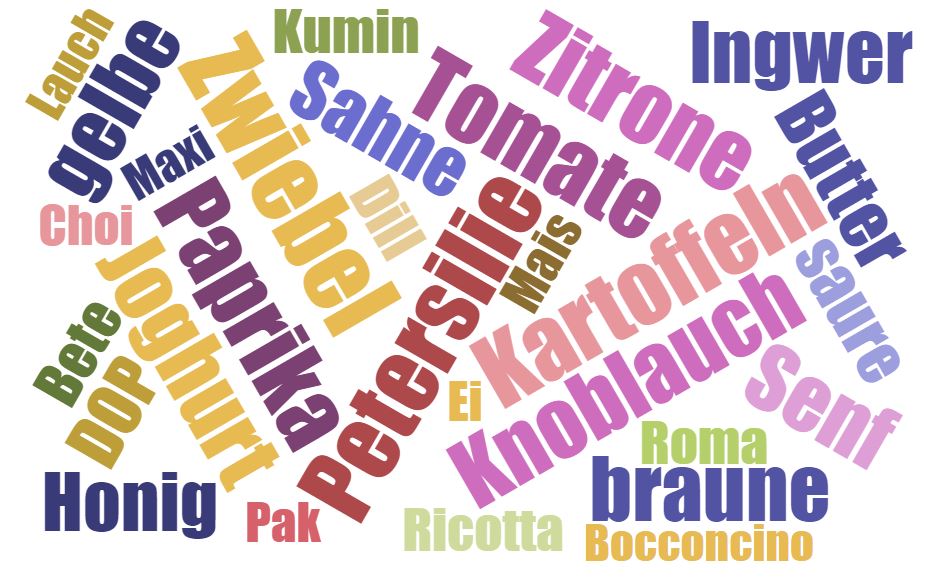 Lauch
gelbe
Kumin
Zwiebel
Sahne
Tomate
Zitrone
Ingwer
Maxi
Butter
Choi
Paprika
Dill
Petersilie
Mais
Kartoffeln
saure
Joghurt
Bete
DOP
Ei
Knoblauch
Senf
Roma
Honig
Pak
Ricotta
braune
Bocconcino